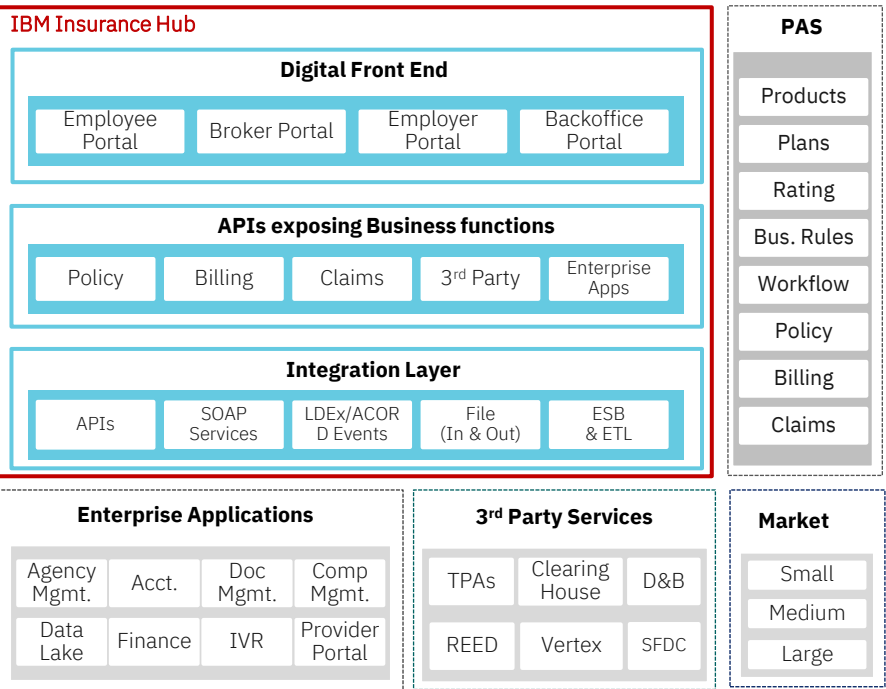 IBM Insurance Hub
Digital Front End
Employee
Portal
Broker Portal
Employer
Portal
Backoffice
Portal
APIs exposing Business functions
Policy
Billing
Claims
3rd Party
Enterprise
Apps
Integration Layer
APIs
SOAP
Services
LDEx/ACOR
D Events
File
(In & Out)
ESB
& ETL
PAS
Products
Plans
Rating
Bus. Rules
Workflow
Policy
Billing
Claims
Enterprise Applications
Agency
Mgmt.
Acct.
Doc
Mgmt.
Comp
Mgmt.
Data
Lake
Finance
IVR
Provider
Portal
3rd Party Services
TPAs
Clearing
House
D&B
REED
Vertex
SFDC
Market
Small
Medium
Large